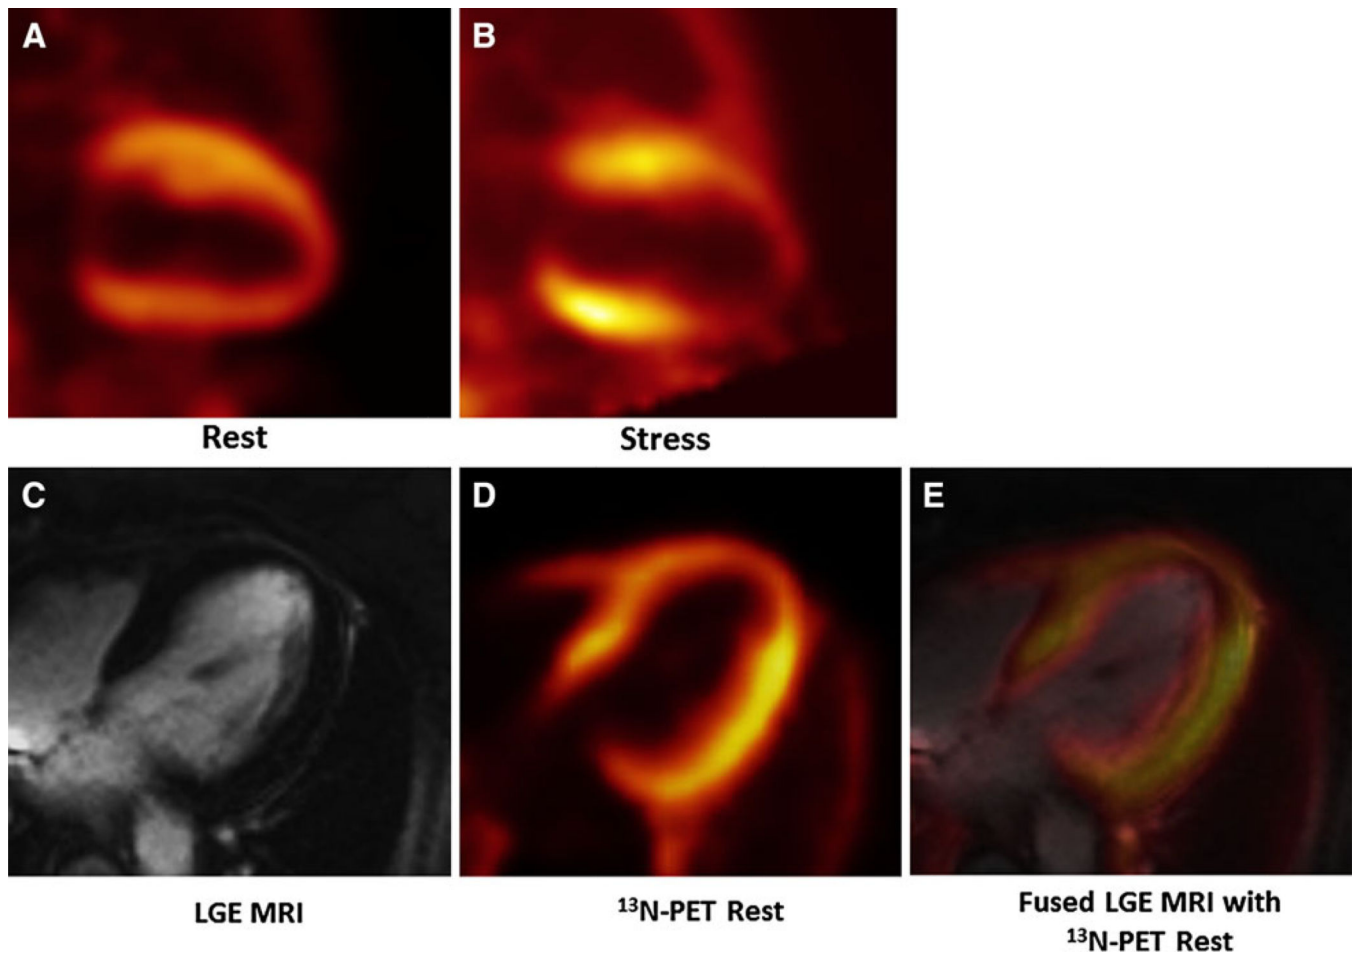 A
B
Rest
Stress
C
D
E
LGE MRI
¹³N-PET Rest
Fused LGE MRI with
¹³N-PET Rest